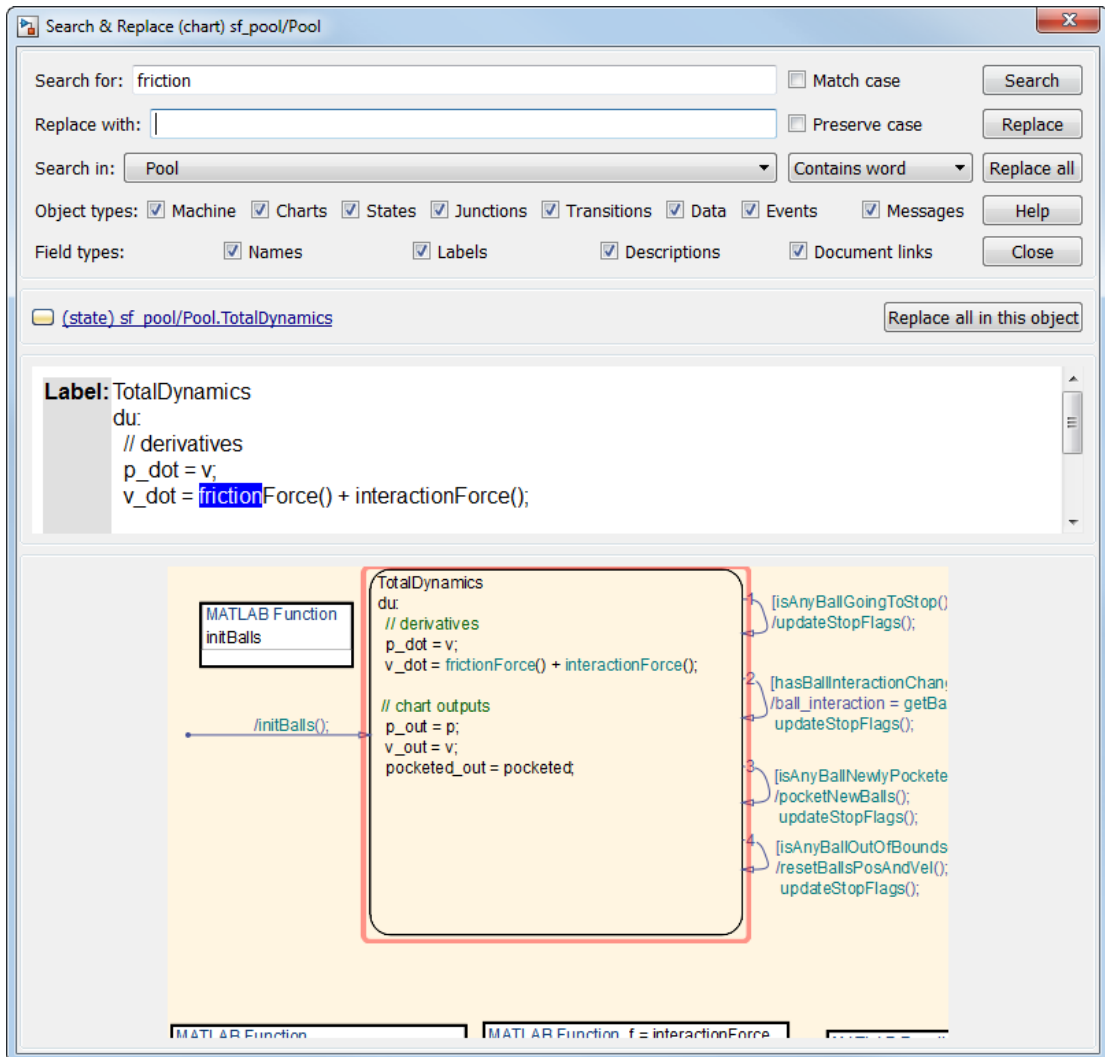 Search & Replace (chart) sf_pool/Pool
Search for: friction Match case Search
Replace with: Preserve case Replace
Search in: Pool Contains word Replace all
Object types: Machine Charts States Junctions Transitions Data Events Messages Help
Field types: Names Labels Descriptions Document links Close
(state) sf_pool/Pool.TotalDynamics Replace all in this object
Label: TotalDynamics
du:
// derivatives
p_dot = v;
v_dot = frictionForce() + interactionForce();
MATLAB Function
initBalls
/initBalls();
TotalDynamics
du:
// derivatives
p_dot = v;
v_dot = frictionForce() + interactionForce();
// chart outputs
p_out = p;
v_out = v;
pocketed_out = pocketed;
1
[isAnyBallGoingToStop()
/updateStopFlags();
2
[hasBallInteractionChang
/ball_interaction = getBa
updateStopFlags();
3
[isAnyBallNewlyPockete
/pocketNewBalls();
updateStopFlags();
4
[isAnyBallOutOfBounds
/resetBallsPosAndVel();
updateStopFlags();
MATLAB Function
MATLAB Function f = interactionForce